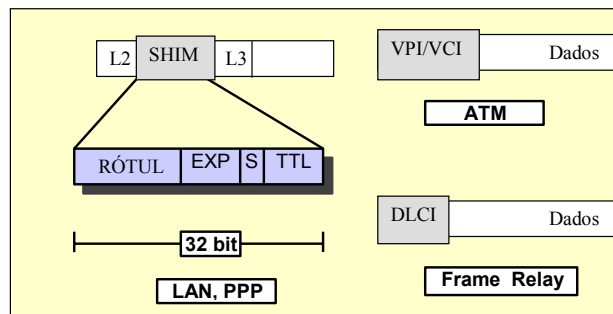 L2 SHIM L3
RÓTUL EXP S TTL
32 bit
LAN, PPP
VPI/VCI Dados
ATM
DLCI Dados
Frame Relay